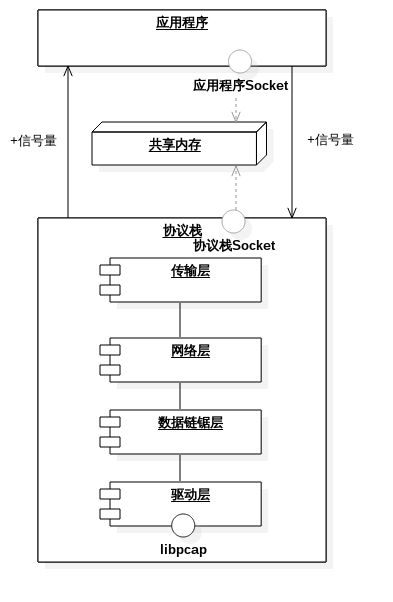 应用程序
应用程序Socket
+信号量
+信号量
共享内存
协议栈
协议栈Socket
传输层
网络层
数据链锯层
驱动层
libpcap